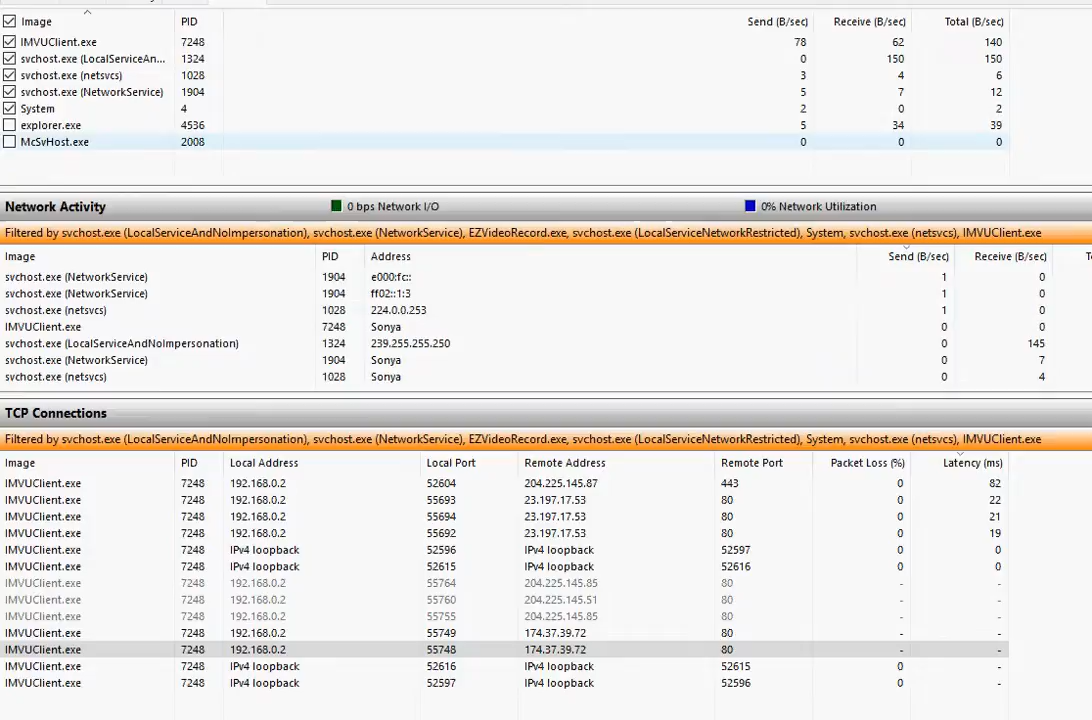 Image PID Send (B/sec) Receive (B/sec) Total (B/sec)
IMVUClient.exe 7248 78 62 140
svchost.exe (LocalServiceAn... 1324 0 150 150
svchost.exe (netsvcs) 1028 3 4 6
svchost.exe (NetworkService) 1904 5 7 12
System 4 2 0 2
explorer.exe 4536 5 34 39
McSvHost.exe 2008 0 0 0
Network Activity 0 bps Network I/O 0% Network Utilization
Filtered by svchost.exe (LocalServiceAndNoImpersonation), svchost.exe (NetworkService), EZVideoRecord.exe, svchost.exe (LocalServiceNetworkRestricted), System, svchost.exe (netsvcs), IMVUClient.exe
Image PID Address Send (B/sec) Receive (B/sec)
svchost.exe (NetworkService) 1904 e000:fc:: 1 0
svchost.exe (NetworkService) 1904 ff02::1:3 1 0
svchost.exe (netsvcs) 1028 224.0.0.253 1 0
IMVUClient.exe 7248 Sonya 0 0
svchost.exe (LocalServiceAndNoImpersonation) 1324 239.255.255.250 0 145
svchost.exe (NetworkService) 1904 Sonya 0 7
svchost.exe (netsvcs) 1028 Sonya 0 4
TCP Connections
Filtered by svchost.exe (LocalServiceAndNoImpersonation), svchost.exe (NetworkService), EZVideoRecord.exe, svchost.exe (LocalServiceNetworkRestricted), System, svchost.exe (netsvcs), IMVUClient.exe
Image PID Local Address Local Port Remote Address Remote Port Packet Loss (%) Latency (ms)
IMVUClient.exe 7248 192.168.0.2 52604 204.225.145.87 443 0 82
IMVUClient.exe 7248 192.168.0.2 55693 23.197.17.53 80 0 22
IMVUClient.exe 7248 192.168.0.2 55694 23.197.17.53 80 0 21
IMVUClient.exe 7248 192.168.0.2 55692 23.197.17.53 80 0 19
IMVUClient.exe 7248 IPv4 loopback 52596 IPv4 loopback 52597 0 0
IMVUClient.exe 7248 IPv4 loopback 52615 IPv4 loopback 52616 0 0
IMVUClient.exe 7248 192.168.0.2 55764 204.225.145.85 80 - -
IMVUClient.exe 7248 192.168.0.2 55760 204.225.145.51 80 - -
IMVUClient.exe 7248 192.168.0.2 55755 204.225.145.85 80 - -
IMVUClient.exe 7248 192.168.0.2 55749 174.37.39.72 80 - -
IMVUClient.exe 7248 192.168.0.2 55748 174.37.39.72 80 - -
IMVUClient.exe 7248 IPv4 loopback 52616 IPv4 loopback 52615 0 -
IMVUClient.exe 7248 IPv4 loopback 52597 IPv4 loopback 52596 0 -